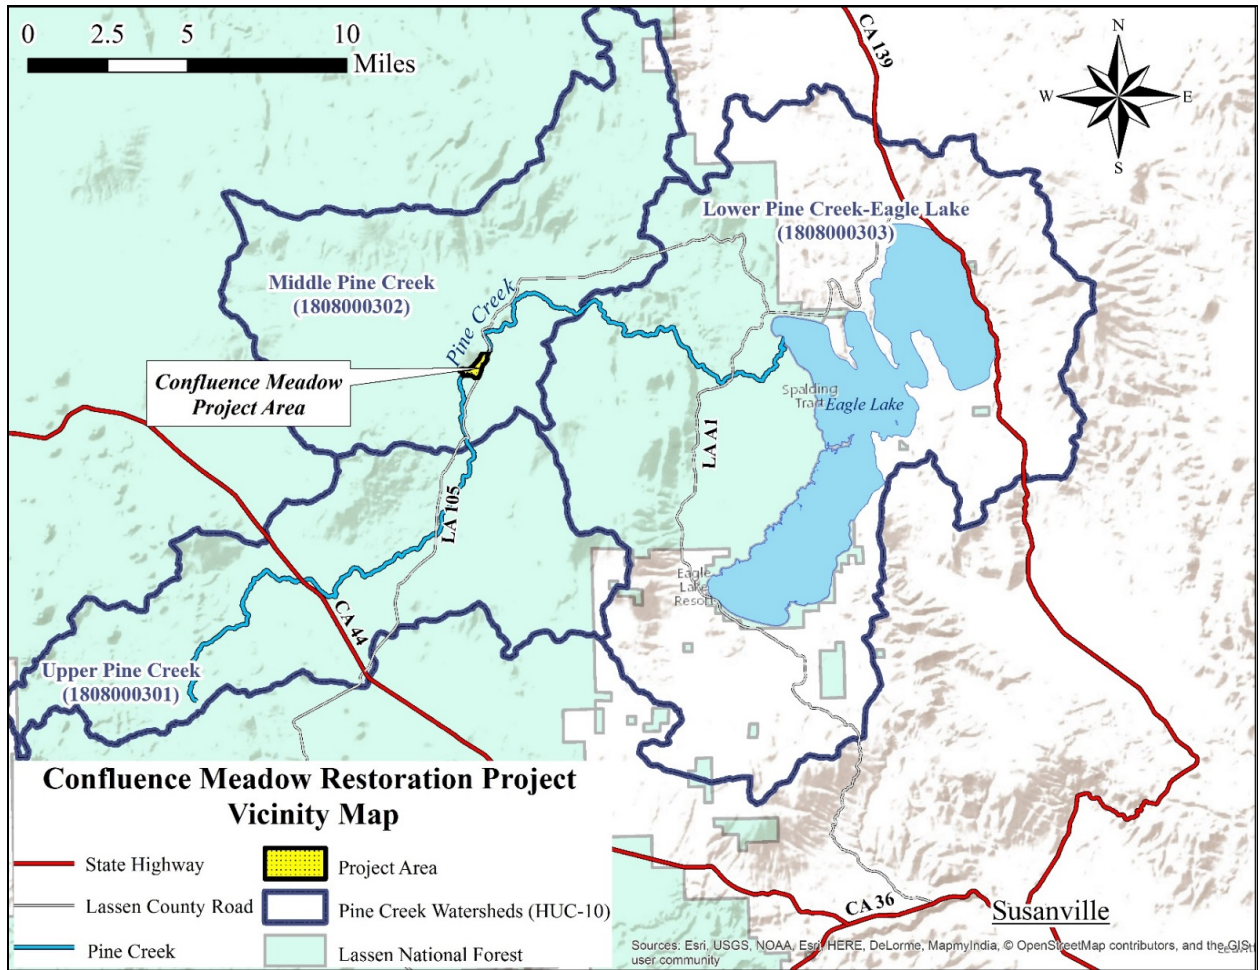 0 2.5 5 10
Miles
CA 139
N
W E
S
Lower Pine Creek-Eagle Lake
(1808000303)
Middle Pine Creek
(1808000302)
Pine Creek
Confluence Meadow
Project Area
Spalding
Tract
Eagle Lake
LA A1
LA 105
Eagle
Lake
Resort
CA 44
Upper Pine Creek
(1808000301)
Confluence Meadow Restoration Project
Vicinity Map
State Highway
Project Area
Lassen County Road
Pine Creek Watersheds (HUC-10)
Pine Creek
Lassen National Forest
CA 36
Susanville
Sources: Esri, USGS, NOAA, Esri, HERE, DeLorme, MapmyIndia, © OpenStreetMap contributors, and the GIS
user community